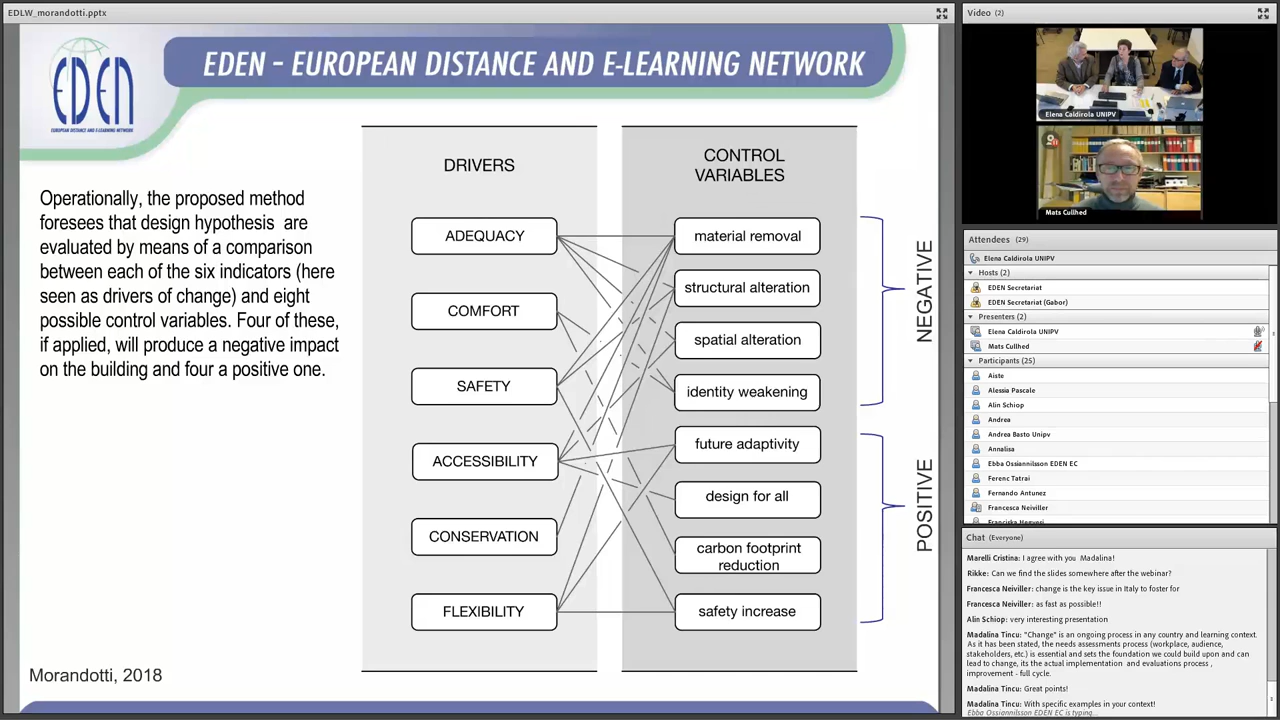 EDLW_morandotti.pptx
EDEN
EUROPEAN DISTANCE AND E-LEARNING NETWORK
EDEN - EUROPEAN DISTANCE AND E-LEARNING NETWORK
Operationally, the proposed method
foresees that design hypothesis are
evaluated by means of a comparison
between each of the six indicators (here
seen as drivers of change) and eight
possible control variables. Four of these,
if applied, will produce a negative impact
on the building and four a positive one.
Morandotti, 2018
DRIVERS
ADEQUACY
COMFORT
SAFETY
ACCESSIBILITY
CONSERVATION
FLEXIBILITY
CONTROL
VARIABLES
material removal
structural alteration
spatial alteration
identity weakening
future adaptivity
design for all
carbon footprint
reduction
safety increase
NEGATIVE
POSITIVE
Video (2)
Elena Caldirola UNIPV
Mats Cullhed
Attendees (29)
Elena Caldirola UNIPV
Hosts (2)
EDEN Secretariat
EDEN Secretariat (Gabor)
Presenters (2)
Elena Caldirola UNIPV
Mats Cullhed
Participants (25)
Aiste
Alessia Pascale
Alin Schiop
Andrea
Andrea Basto Unipv
Annalisa
Ebba Ossiannilsson EDEN EC
Ferenc Tatrai
Fernando Antunez
Francesca Neiviller
Chat (Everyone)
Marelli Cristina: I agree with you Madalina!
Rikke: Can we find the slides somewhere after the webinar?
Francesca Neiviller: change is the key issue in Italy to foster for
Francesca Neiviller: as fast as possible!!
Alin Schiop: very interesting presentation
Madalina Tincu: "Change" is an ongoing process in any country and learning context.
As it has been stated, the needs assessments process (workplace, audience,
stakeholders, etc.) is essential and sets the foundation we could build upon and can
lead to change, its the actual implementation and evaluations process ,
improvement - full cycle.
Madalina Tincu: Great points!
Madalina Tincu: With specific examples in your context!
Ebba Ossiannilsson EDEN EC is typing...